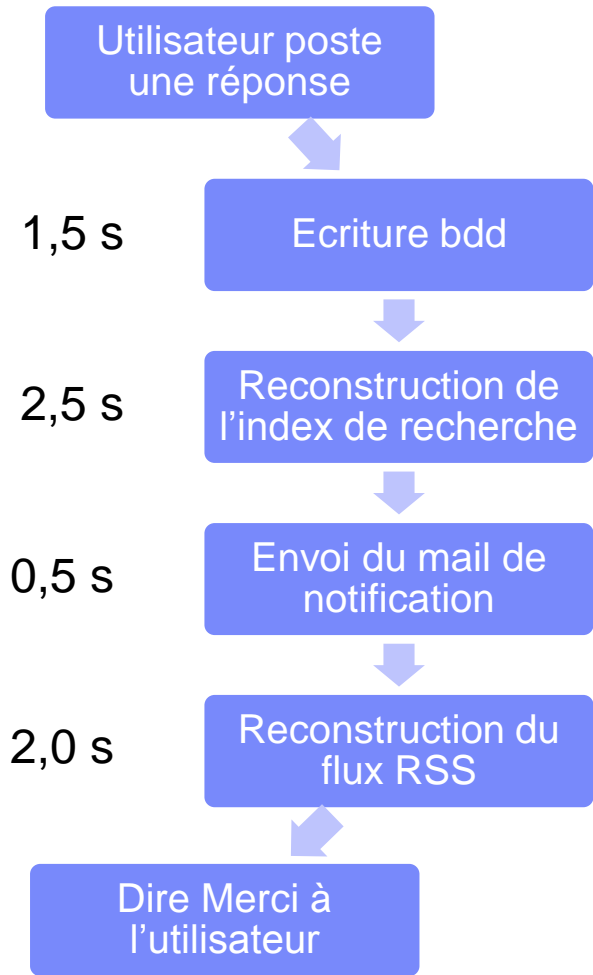 Utilisateur poste
une réponse
1,5 s
Ecriture bdd
2,5 s
Reconstruction de
l’index de recherche
0,5 s
Envoi du mail de
notification
2,0 s
Reconstruction du
flux RSS
Dire Merci à
l’utilisateur